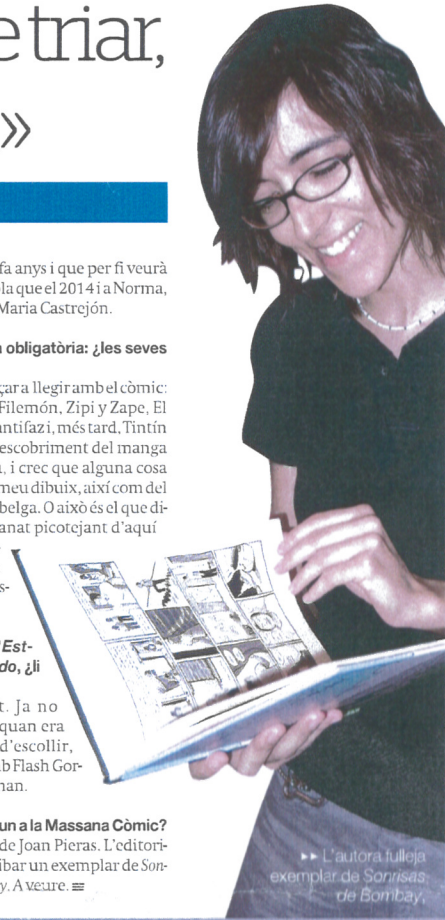 e triar,
»
fa anys i que per fi veurà
la que el 2014 i a Norma,
Maria Castrejón.
obligatòria: ¿les seves
çar a llegir amb el còmic:
Filemón, Zipi y Zape, El
antifaz i, més tard, Tintín
escobriment del manga
, i crec que alguna cosa
meu dibuix, així com del
belga. O això és el que di-
anat picotejant d'aquí
s-
Est-
do, ¿li
t. Ja no
quan era
d'escollir,
b Flash Gor-
man.
un a la Massana Còmic?
de Joan Pieras. L'editori-
ibar un exemplar de Son-
y. A veure.
►► L'autora fulleja
exemplar de Sonrisas
de Bombay,